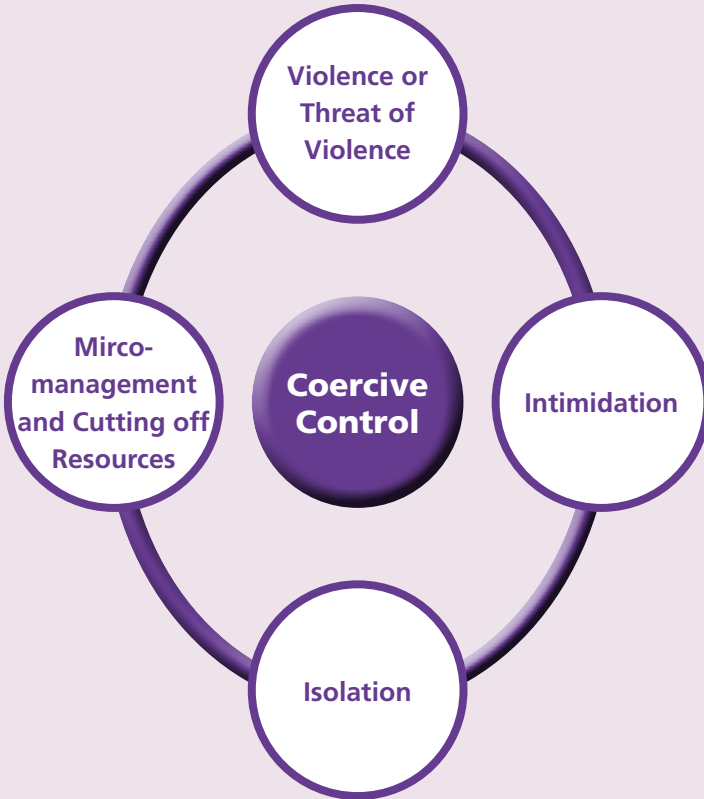 Violence or
Threat of
Violence
Mirco-
management
and Cutting off
Resources
Coercive
Control
Intimidation
Isolation